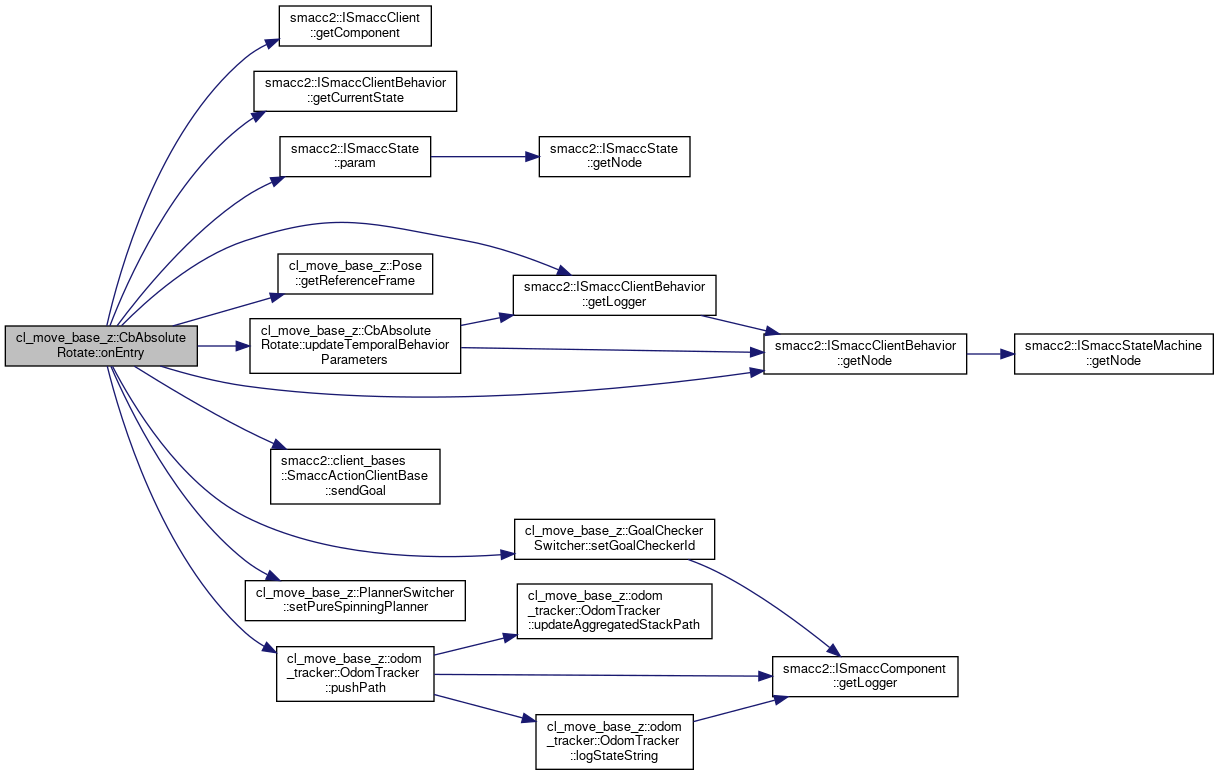 smacc2::ISmaccClient
::getComponent
smacc2::ISmaccClientBehavior
::getCurrentState
smacc2::ISmaccState
::param
smacc2::ISmaccState
::getNode
cl_move_base_z::Pose
::getReferenceFrame
smacc2::ISmaccClientBehavior
::getLogger
cl_move_base_z::CbAbsolute
Rotate::onEntry
cl_move_base_z::CbAbsolute
Rotate::updateTemporalBehavior
Parameters
smacc2::ISmaccClientBehavior
::getNode
smacc2::ISmaccStateMachine
::getNode
smacc2::client_bases
::SmaccActionClientBase
::sendGoal
cl_move_base_z::GoalChecker
Switcher::setGoalCheckerId
cl_move_base_z::PlannerSwitcher
::setPureSpinningPlanner
cl_move_base_z::odom
_tracker::OdomTracker
::updateAggregatedStackPath
cl_move_base_z::odom
_tracker::OdomTracker
::pushPath
smacc2::ISmaccComponent
::getLogger
cl_move_base_z::odom
_tracker::OdomTracker
::logStateString